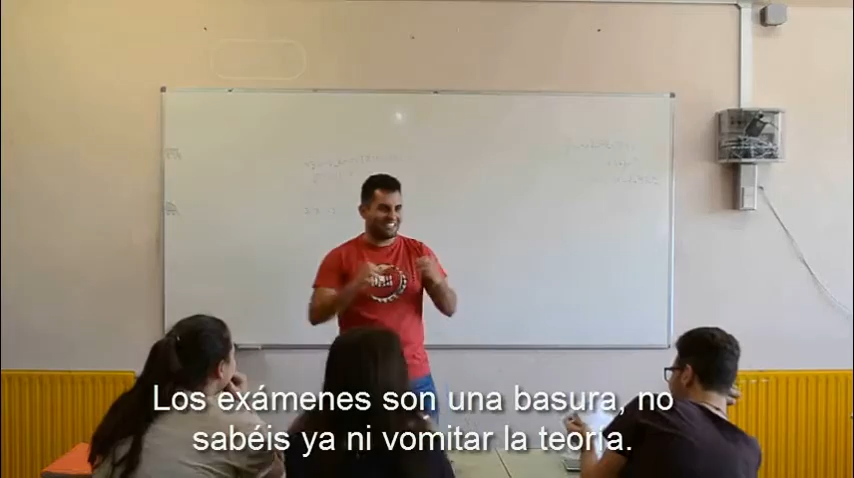 Los exámenes son una basura, no
sabéis ya ni vomitar la teoría.